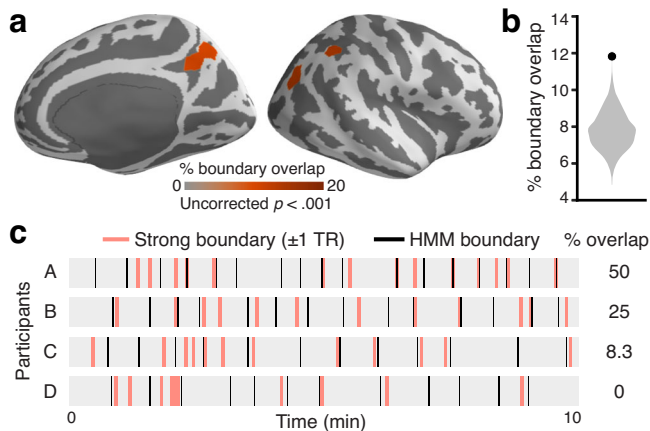 a
% boundary overlap
0 20
Uncorrected p < .001
b
% boundary overlap
14
12
10
8
6
4
c
Strong boundary (±1 TR) HMM boundary % overlap
Participants
A 50
B 25
C 8.3
D 0
0 Time (min) 10